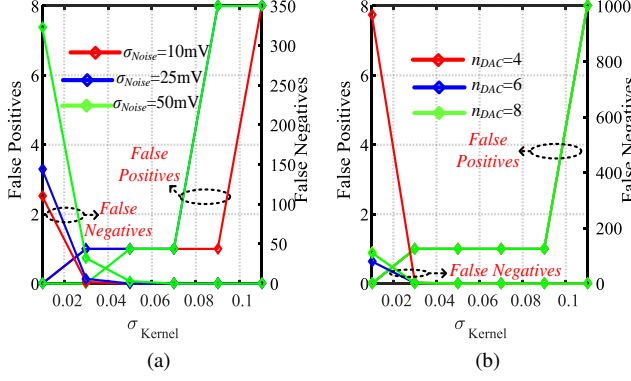 8
6
4
2
0
False Positives
350
300
250
200
150
100
50
0
False Negatives
σNoise=10mV
σNoise=25mV
σNoise=50mV
False
Positives
False
Negatives
0.02 0.04 0.06 0.08 0.1
σKernel
(a)
8
6
4
2
0
False Positives
1000
800
600
400
200
0
False Negatives
nDAC=4
nDAC=6
nDAC=8
False
Positives
False Negatives
0.02 0.04 0.06 0.08 0.1
σKernel
(b)